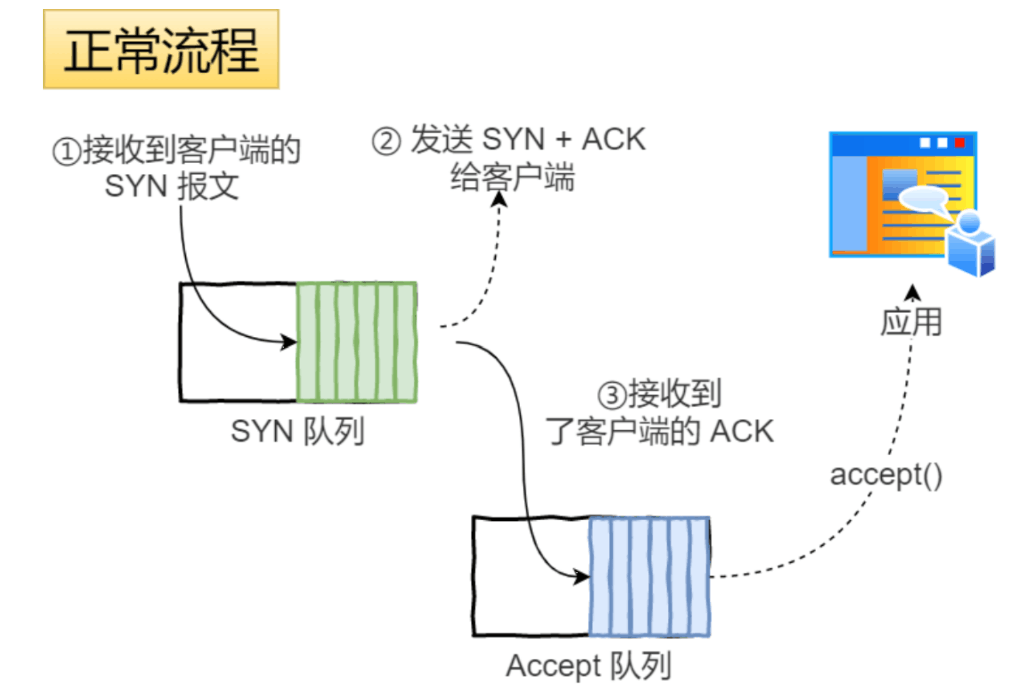 正常流程
①接收到客户端的
SYN 报文
② 发送 SYN + ACK
给客户端
应用
SYN 队列
③接收到
了客户端的 ACK
accept()
Accept 队列